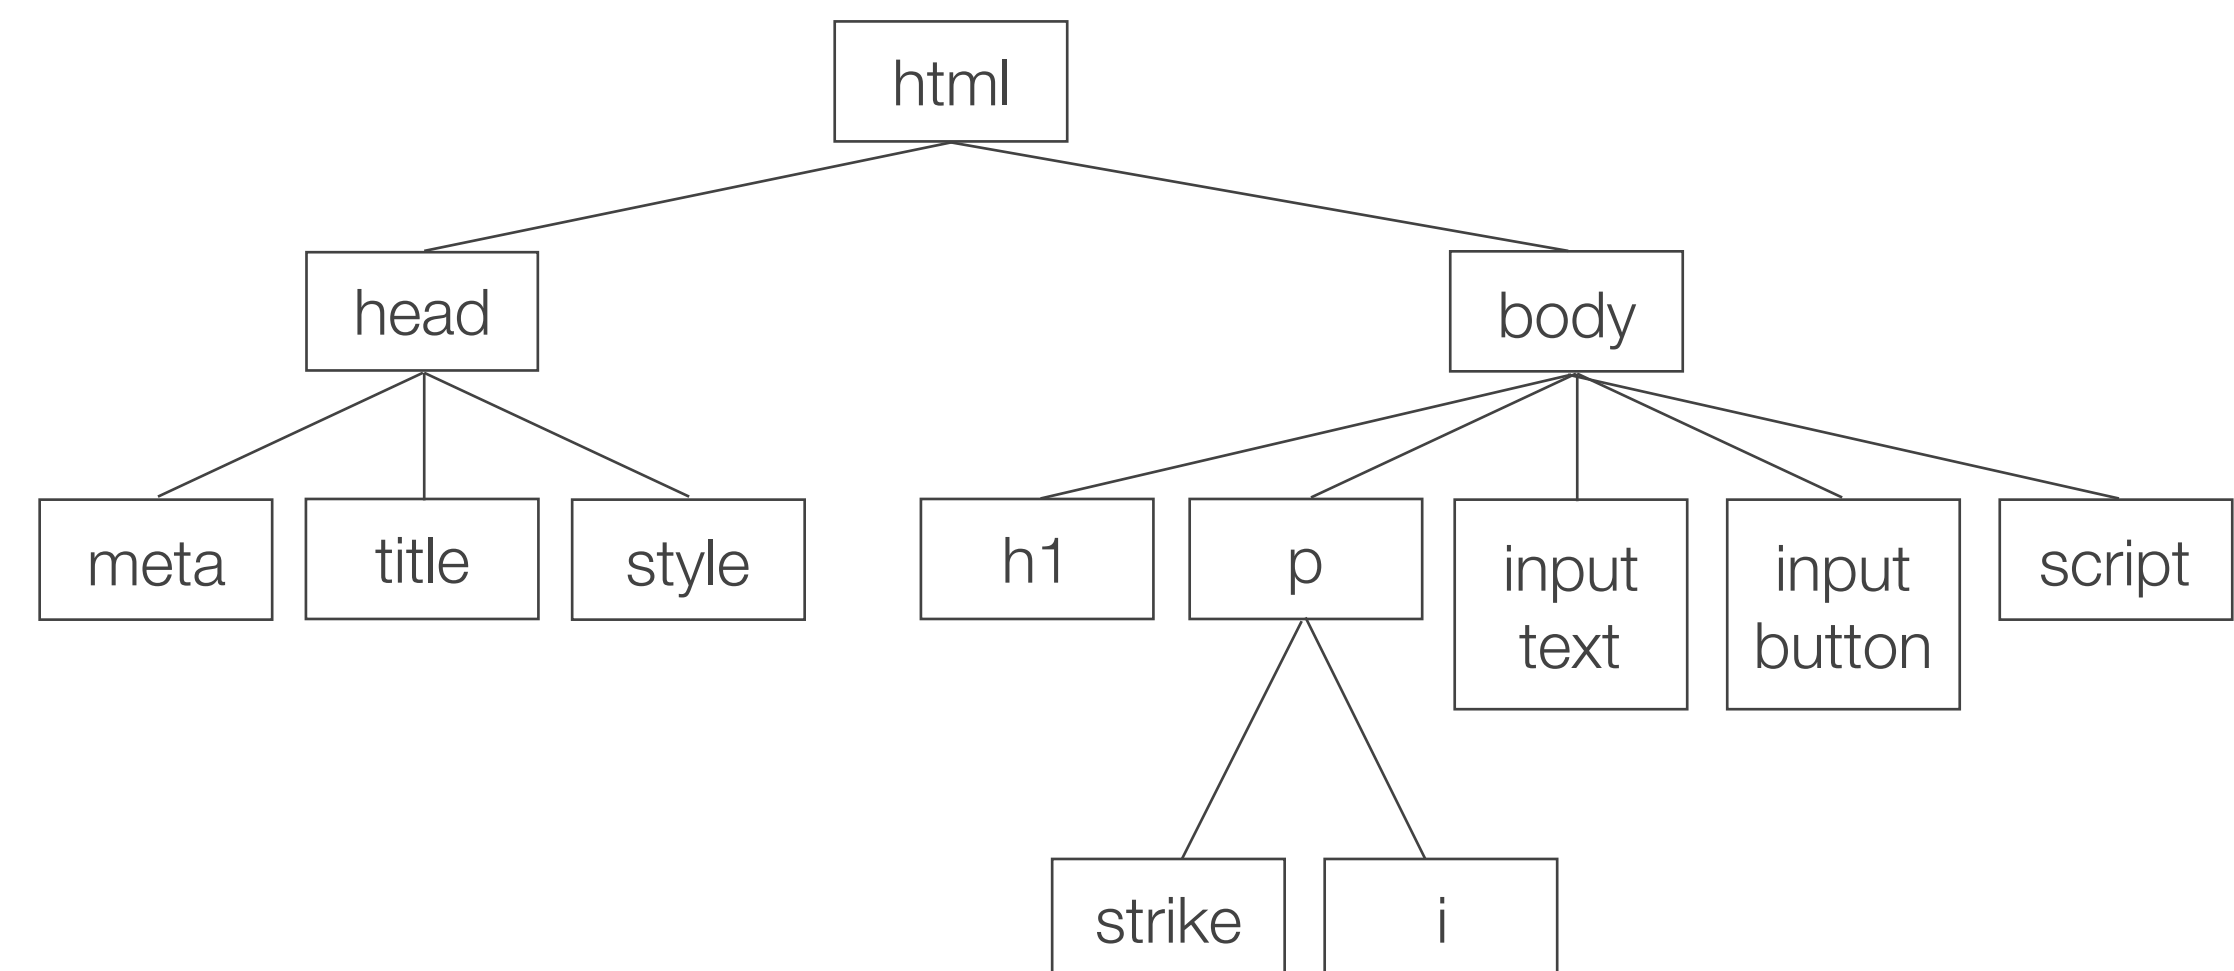 html
head
body
meta
title
style
h1
p
input
text
input
button
script
strike
i